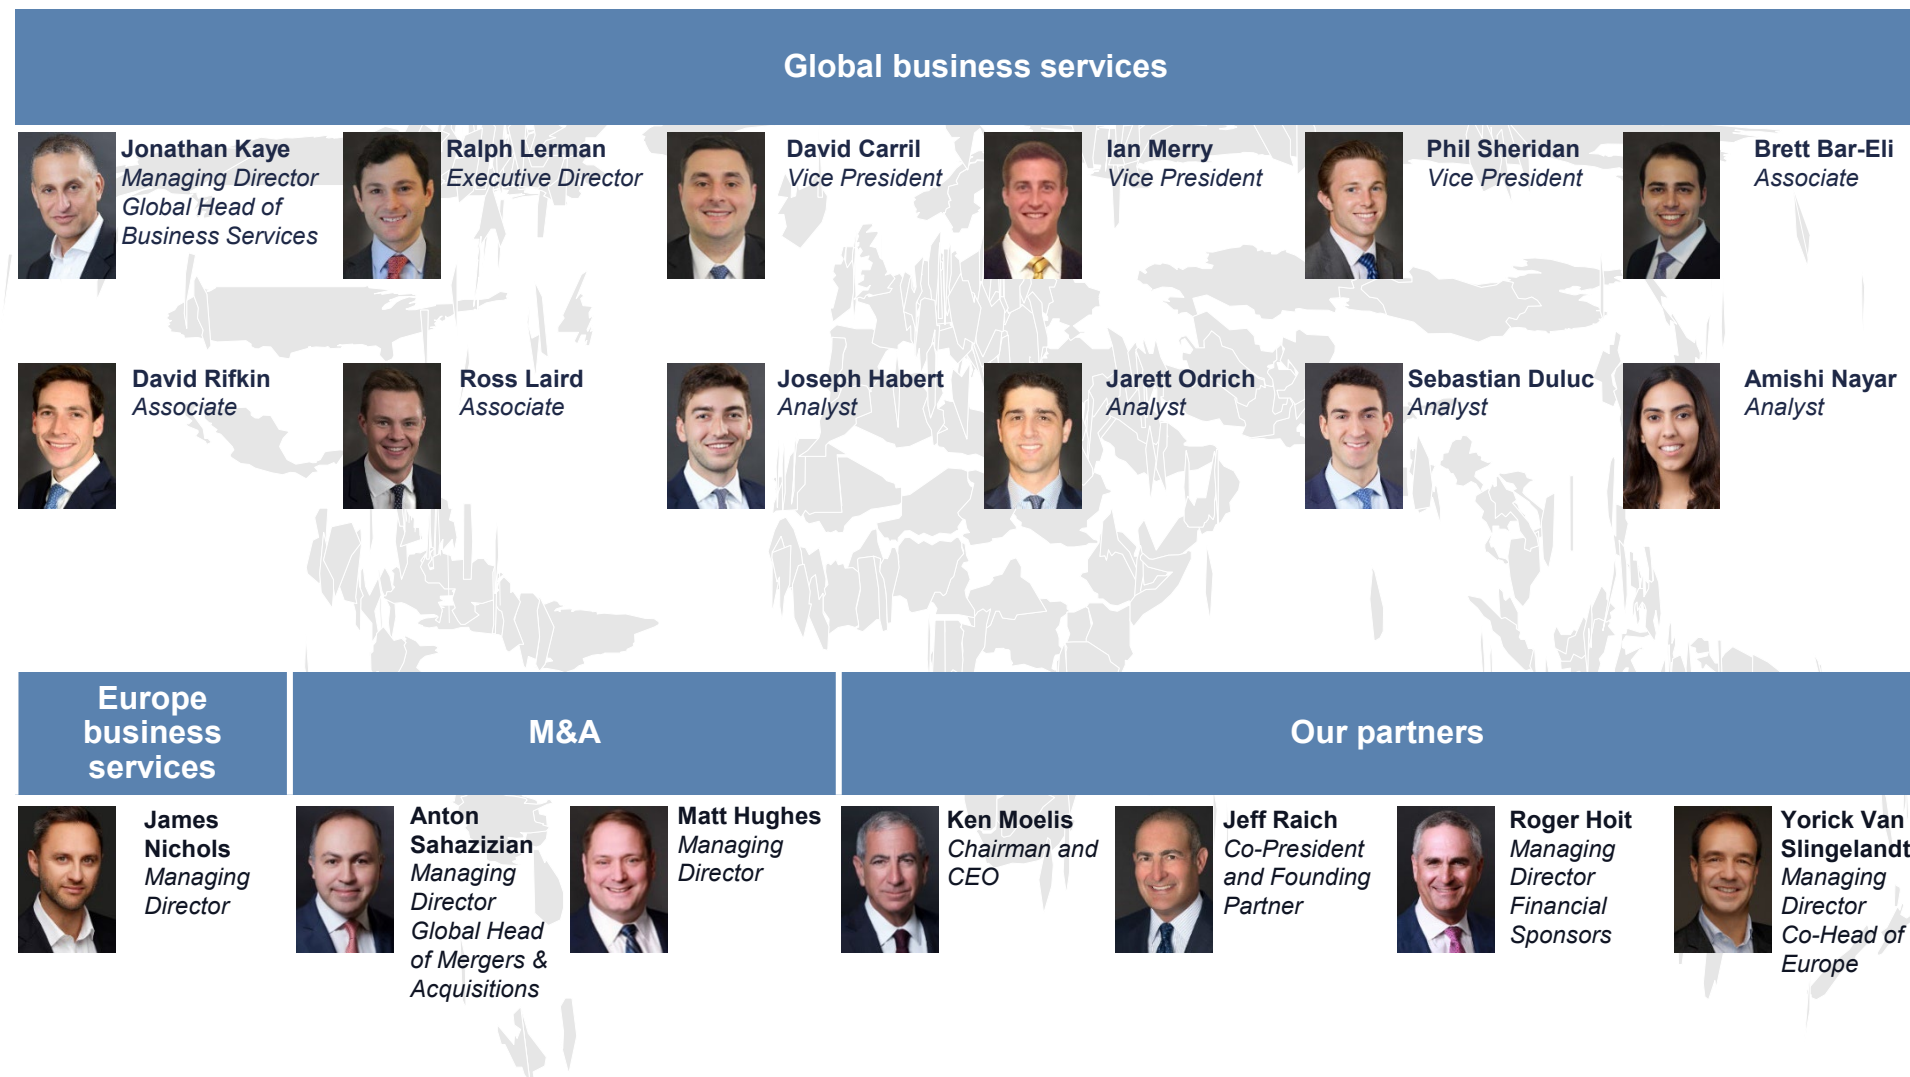 Global business services
Jonathan Kaye
Managing Director
Global Head of
Business Services
Ralph Lerman
Executive Director
David Carril
Vice President
Ian Merry
Vice President
Phil Sheridan
Vice President
Brett Bar-Eli
Associate
David Rifkin
Associate
Ross Laird
Associate
Joseph Habert
Analyst
Jarett Odrich
Analyst
Sebastian Duluc
Analyst
Amishi Nayar
Analyst
Europe
business
services
M&A
Our partners
James
Nichols
Managing
Director
Anton
Sahazizian
Managing
Director
Global Head
of Mergers &
Acquisitions
Matt Hughes
Managing
Director
Ken Moelis
Chairman and
CEO
Jeff Raich
Co-President
and Founding
Partner
Roger Hoit
Managing
Director
Financial
Sponsors
Yorick Van
Slingelandt
Managing
Director
Co-Head of
Europe